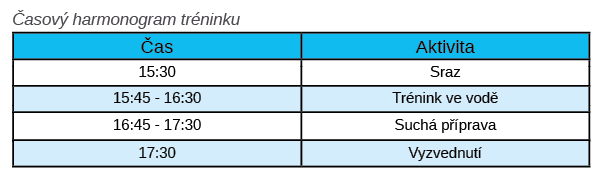 Časový harmonogram tréninku
Čas Aktivita
15:30 Sraz
15:45 - 16:30 Trénink ve vodě
16:45 - 17:30 Suchá příprava
17:30 Vyzvednutí